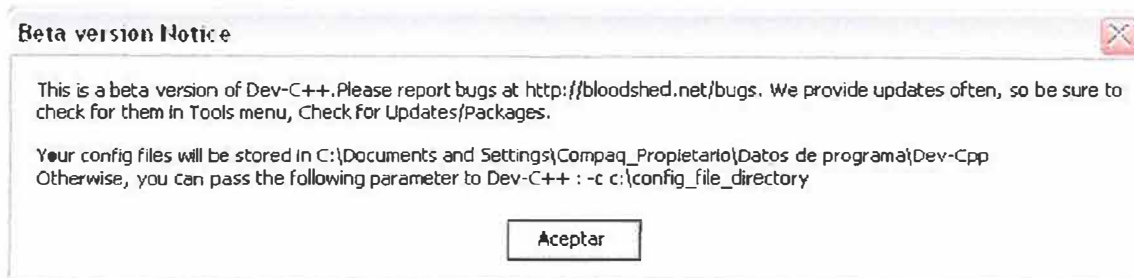 Beta version Notice
This is a beta version of Dev-C++.Please report bugs at http://bloodshed.net/bugs. We provide updates often, so be sure to
check for them in Tools menu, Check for Updates/Packages.
Your config files will be stored in C:\Documents and Settings\Compaq_Propietario\Datos de programa\Dev-Cpp
Otherwise, you can pass the following parameter to Dev-C++ : -c c:\config_file_directory
Aceptar